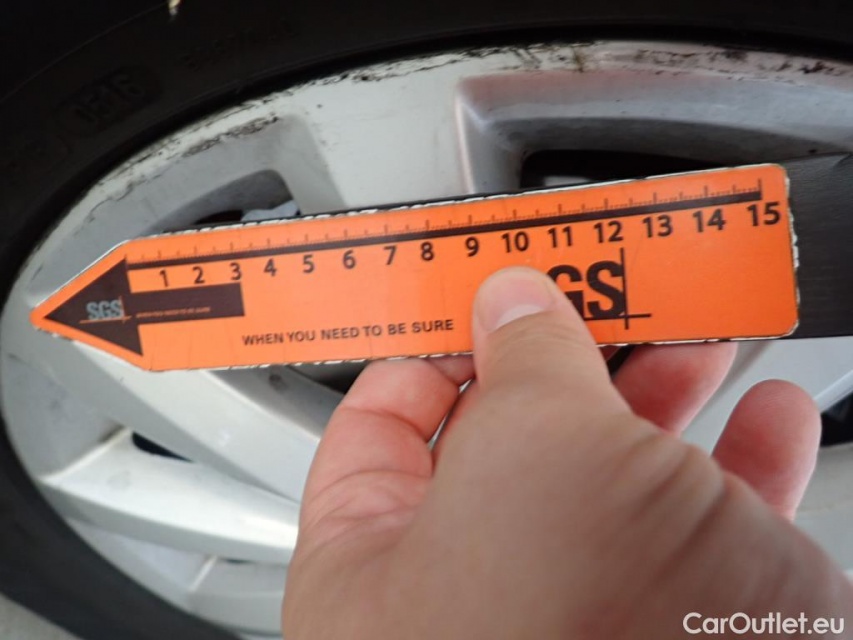 1 2 3 4 5 6 7 8 9 10 11 12 13 14 15
SGS
GS
WHEN YOU NEED TO BE SURE
CarOutlet.eu